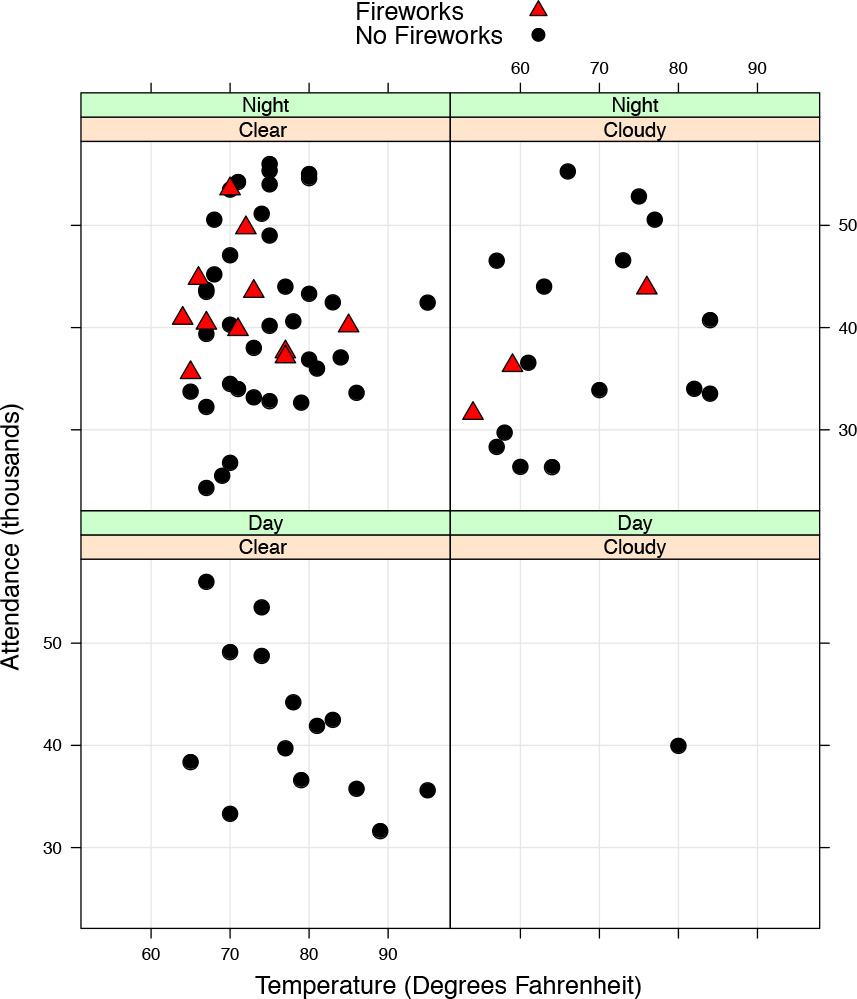 Fireworks
No Fireworks
60 70 80 90
Night Night
Clear Cloudy
50
40
30
Day Day
Clear Cloudy
50
40
30
60 70 80 90
Attendance (thousands)
Temperature (Degrees Fahrenheit)